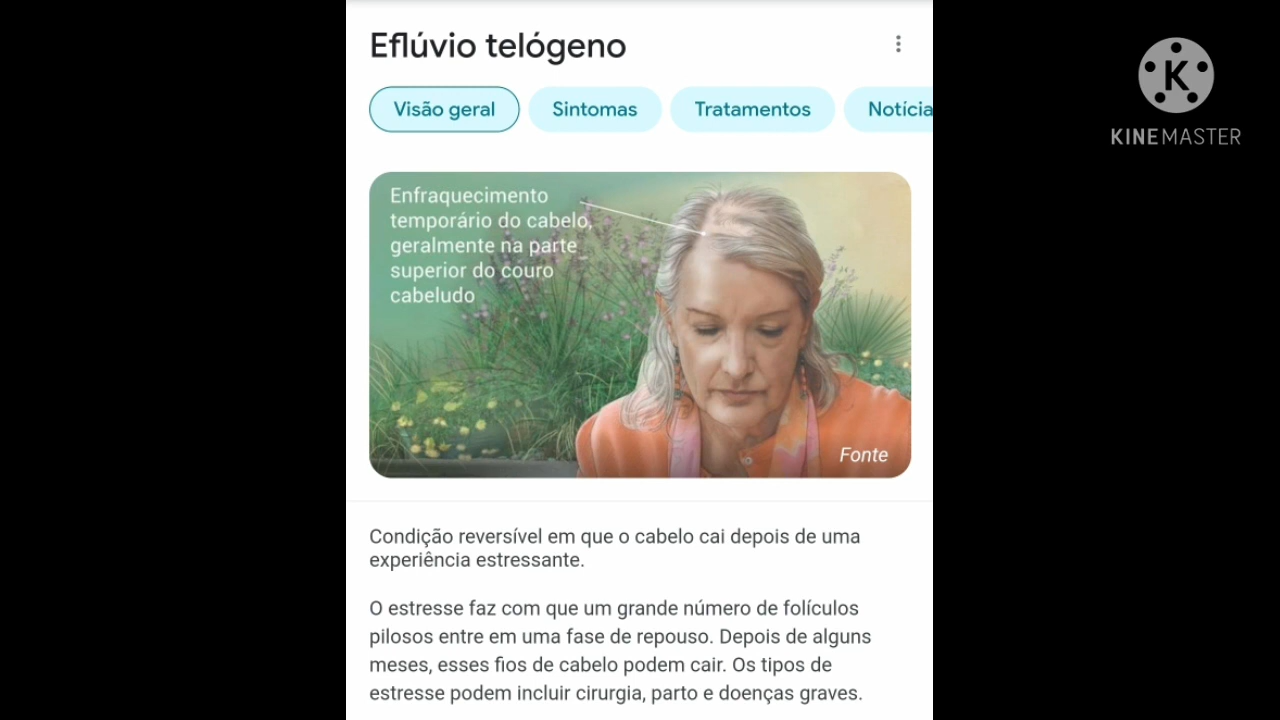 Eflúvio telógeno
Visão geral
Sintomas
Tratamentos
Notícia
K
KINEMASTER
Enfraquecimento
temporário do cabelo,
geralmente na parte
superior do couro
cabeludo
Fonte
Condição reversível em que o cabelo cai depois de uma
experiência estressante.
O estresse faz com que um grande número de folículos
pilosos entre em uma fase de repouso. Depois de alguns
meses, esses fios de cabelo podem cair. Os tipos de
estresse podem incluir cirurgia, parto e doenças graves.